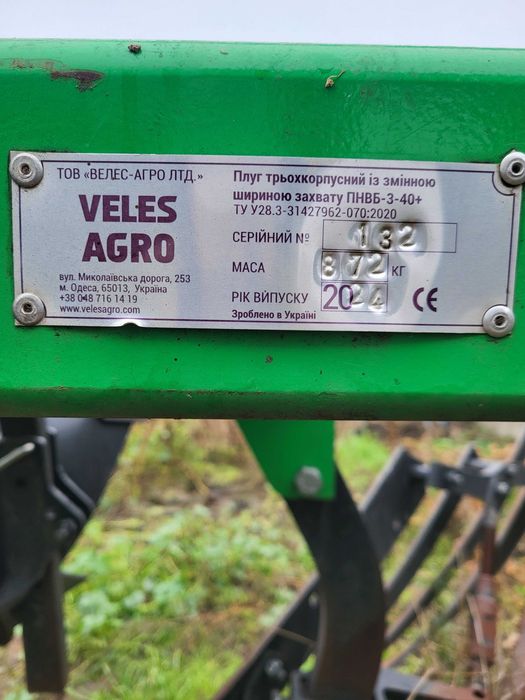 ТОВ «ВЕЛЕС-АГРО ЛТД.»
VELES
AGRO
вул. Миколаївська дорога, 253
м. Одеса, 65013, Україна
+38 048 716 14 19
www.velesagro.com
Плуг трьохкорпусний із змінною
шириною захвату ПНВБ-3-40+
ТУ У28.3-31427962-070:2020
СЕРІЙНИЙ № 132
МАСА 872 КГ
РІК ВИПУСКУ 2024 CE
Зроблено в Україні